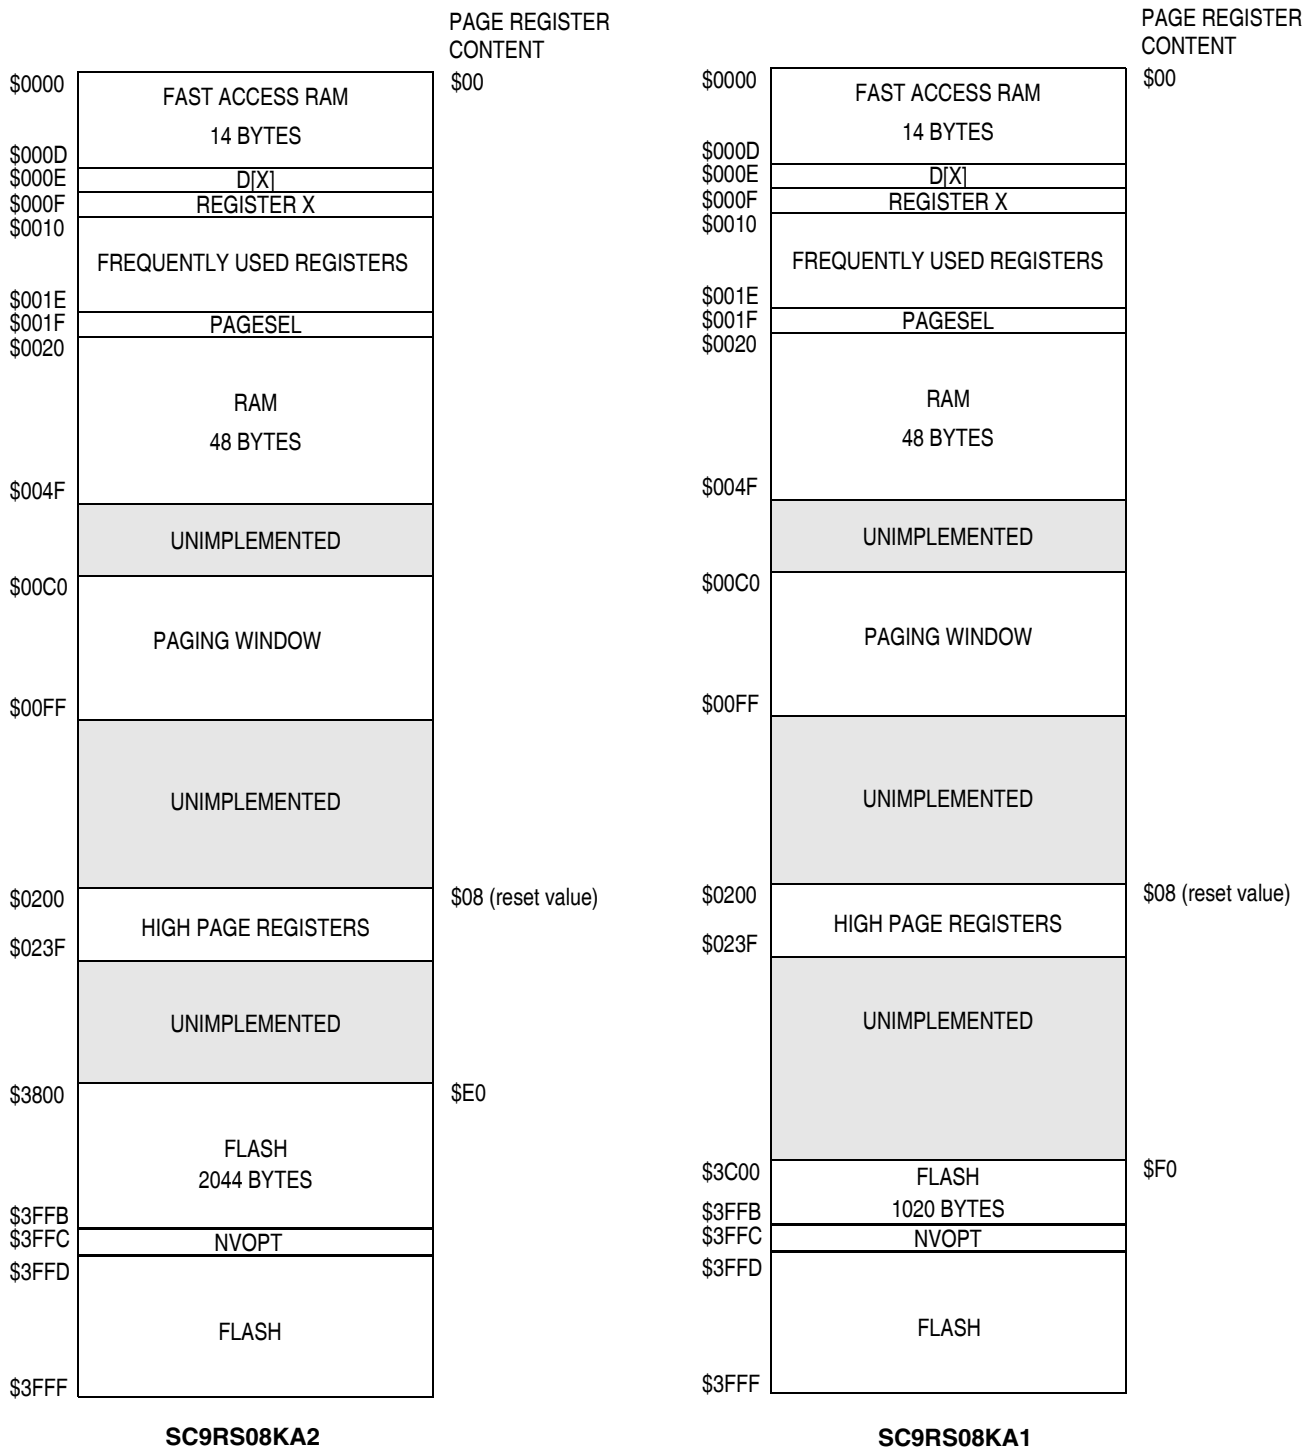 PAGE REGISTER
CONTENT
$0000
FAST ACCESS RAM
$00
14 BYTES
$000D
$000E
D[X]
$000F
REGISTER X
$0010
FREQUENTLY USED REGISTERS
$001E
$001F
PAGESEL
$0020
RAM
48 BYTES
$004F
UNIMPLEMENTED
$00C0
PAGING WINDOW
$00FF
UNIMPLEMENTED
$0200
$08 (reset value)
HIGH PAGE REGISTERS
$023F
UNIMPLEMENTED
$3800
$E0
FLASH
2044 BYTES
$3FFB
$3FFC
NVOPT
$3FFD
FLASH
$3FFF
SC9RS08KA2
PAGE REGISTER
CONTENT
$0000
FAST ACCESS RAM
$00
14 BYTES
$000D
$000E
D[X]
$000F
REGISTER X
$0010
FREQUENTLY USED REGISTERS
$001E
$001F
PAGESEL
$0020
RAM
48 BYTES
$004F
UNIMPLEMENTED
$00C0
PAGING WINDOW
$00FF
UNIMPLEMENTED
$0200
$08 (reset value)
HIGH PAGE REGISTERS
$023F
UNIMPLEMENTED
$3C00
$F0
FLASH
1020 BYTES
$3FFB
$3FFC
NVOPT
$3FFD
FLASH
$3FFF
SC9RS08KA1